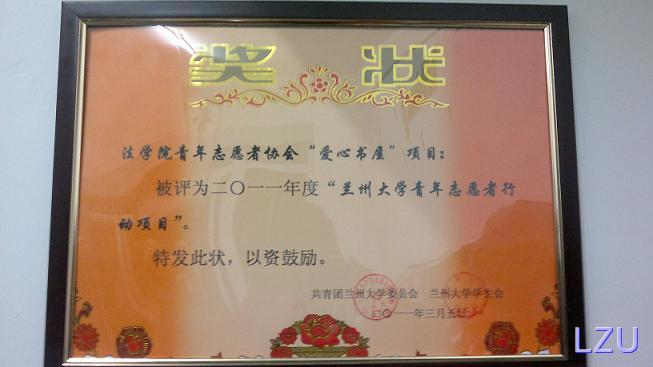 奖 状
法学院青年志愿者协会“爱心书屋”项目：
被评为二〇一一年度“兰州大学青年志愿者行
动项目”。
特发此状，以资鼓励。
共青团兰州大学委员会 兰州大学学生会
二〇一一年三月五日
LZU